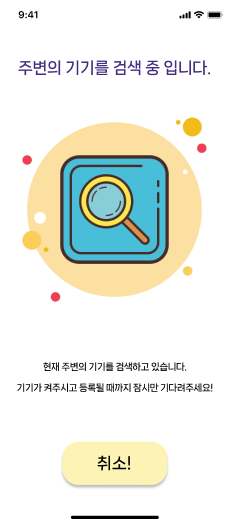 9:41
주변의 기기를 검색 중 입니다.
현재 주변의 기기를 검색하고 있습니다.
기기가 켜주시고 등록될 때까지 잠시만 기다려주세요!
취소!